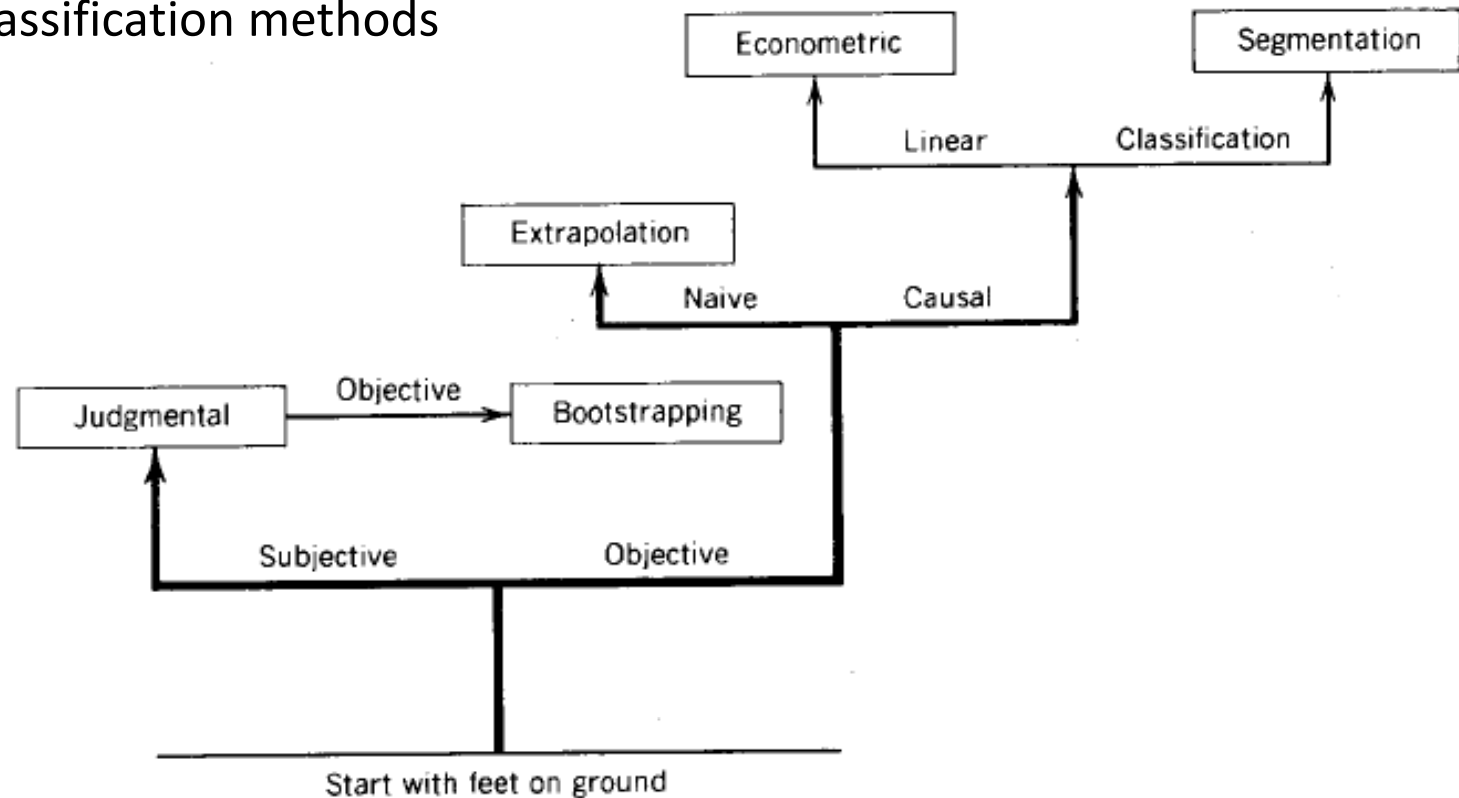 assification methods
Econometric
Segmentation
Linear
Classification
Extrapolation
Naive
Causal
Judgmental
Objective
Bootstrapping
Subjective
Objective
Start with feet on ground